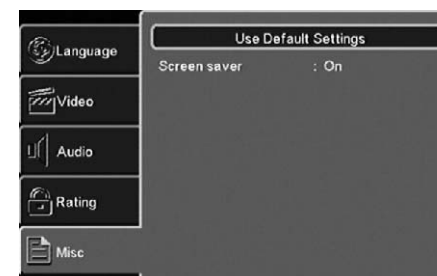 Language
Video
Audio
Rating
Misc
Use Default Settings
Screen saver : On